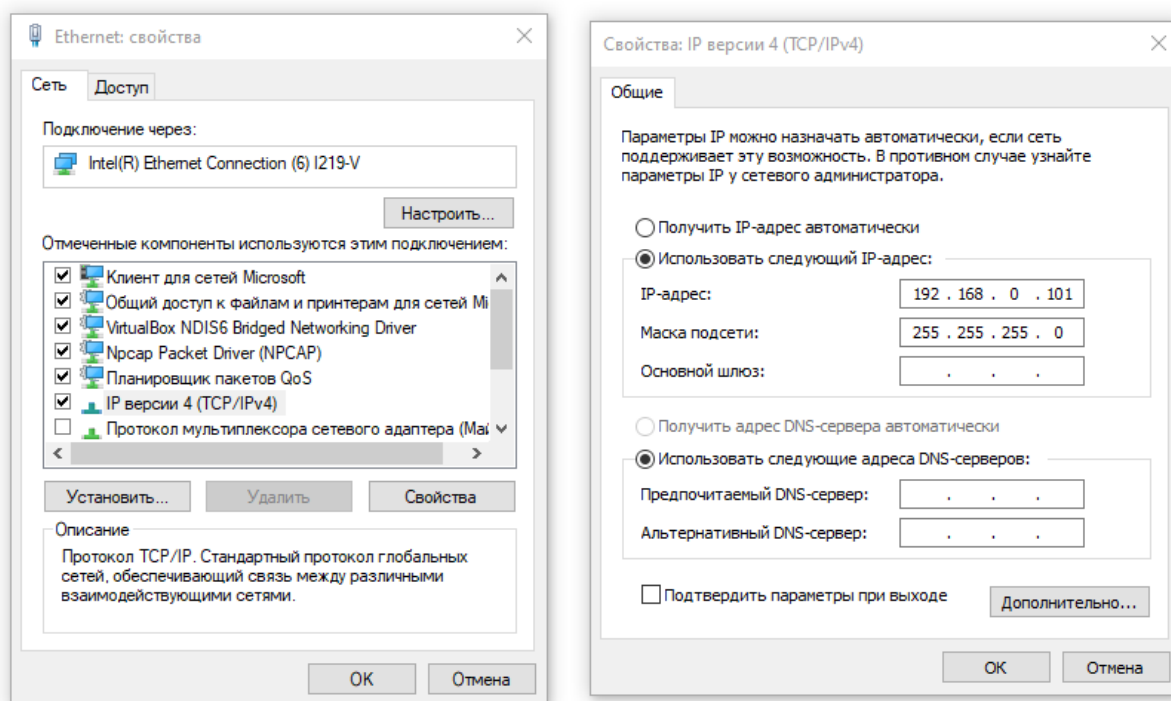 Ethernet: свойства
Сеть
Доступ
Подключение через:
Intel(R) Ethernet Connection (6) I219-V
Настроить...
Отмеченные компоненты используются этим подключением:
Клиент для сетей Microsoft
Общий доступ к файлам и принтерам для сетей Mi
VirtualBox NDIS6 Bridged Networking Driver
Npcap Packet Driver (NPCAP)
Планировщик пакетов QoS
IP версии 4 (TCP/IPv4)
Протокол мультиплексора сетевого адаптера (Май
Установить...
Удалить
Свойства
Описание
Протокол TCP/IP. Стандартный протокол глобальных
сетей, обеспечивающий связь между различными
взаимодействующими сетями.
OK
Отмена
Свойства: IP версии 4 (TCP/IPv4)
Общие
Параметры IP можно назначать автоматически, если сеть
поддерживает эту возможность. В противном случае узнайте
параметры IP у сетевого администратора.
Получить IP-адрес автоматически
Использовать следующий IP-адрес:
IP-адрес:
192 . 168 . 0 . 101
Маска подсети:
255 . 255 . 255 . 0
Основной шлюз:
. . .
Получить адрес DNS-сервера автоматически
Использовать следующие адреса DNS-серверов:
Предпочитаемый DNS-сервер:
. . .
Альтернативный DNS-сервер:
. . .
Подтвердить параметры при выходе
Дополнительно...
OK
Отмена